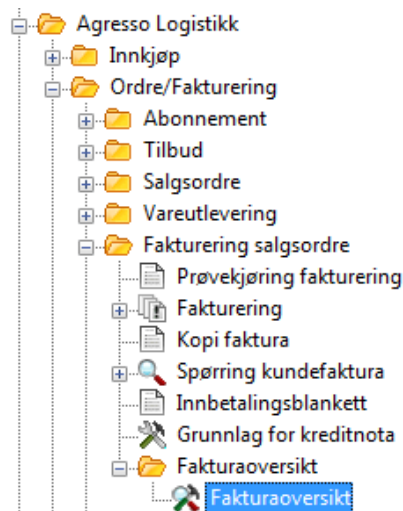 Agresso Logistikk
Innkjøp
Ordre/Fakturering
Abonnement
Tilbud
Salgsordre
Vareutlevering
Fakturering salgsordre
Prøvekjøring fakturering
Fakturering
Kopi faktura
Spørring kundefaktura
Innbetalingsblankett
Grunnlag for kreditnota
Fakturaoversikt
Fakturaoversikt